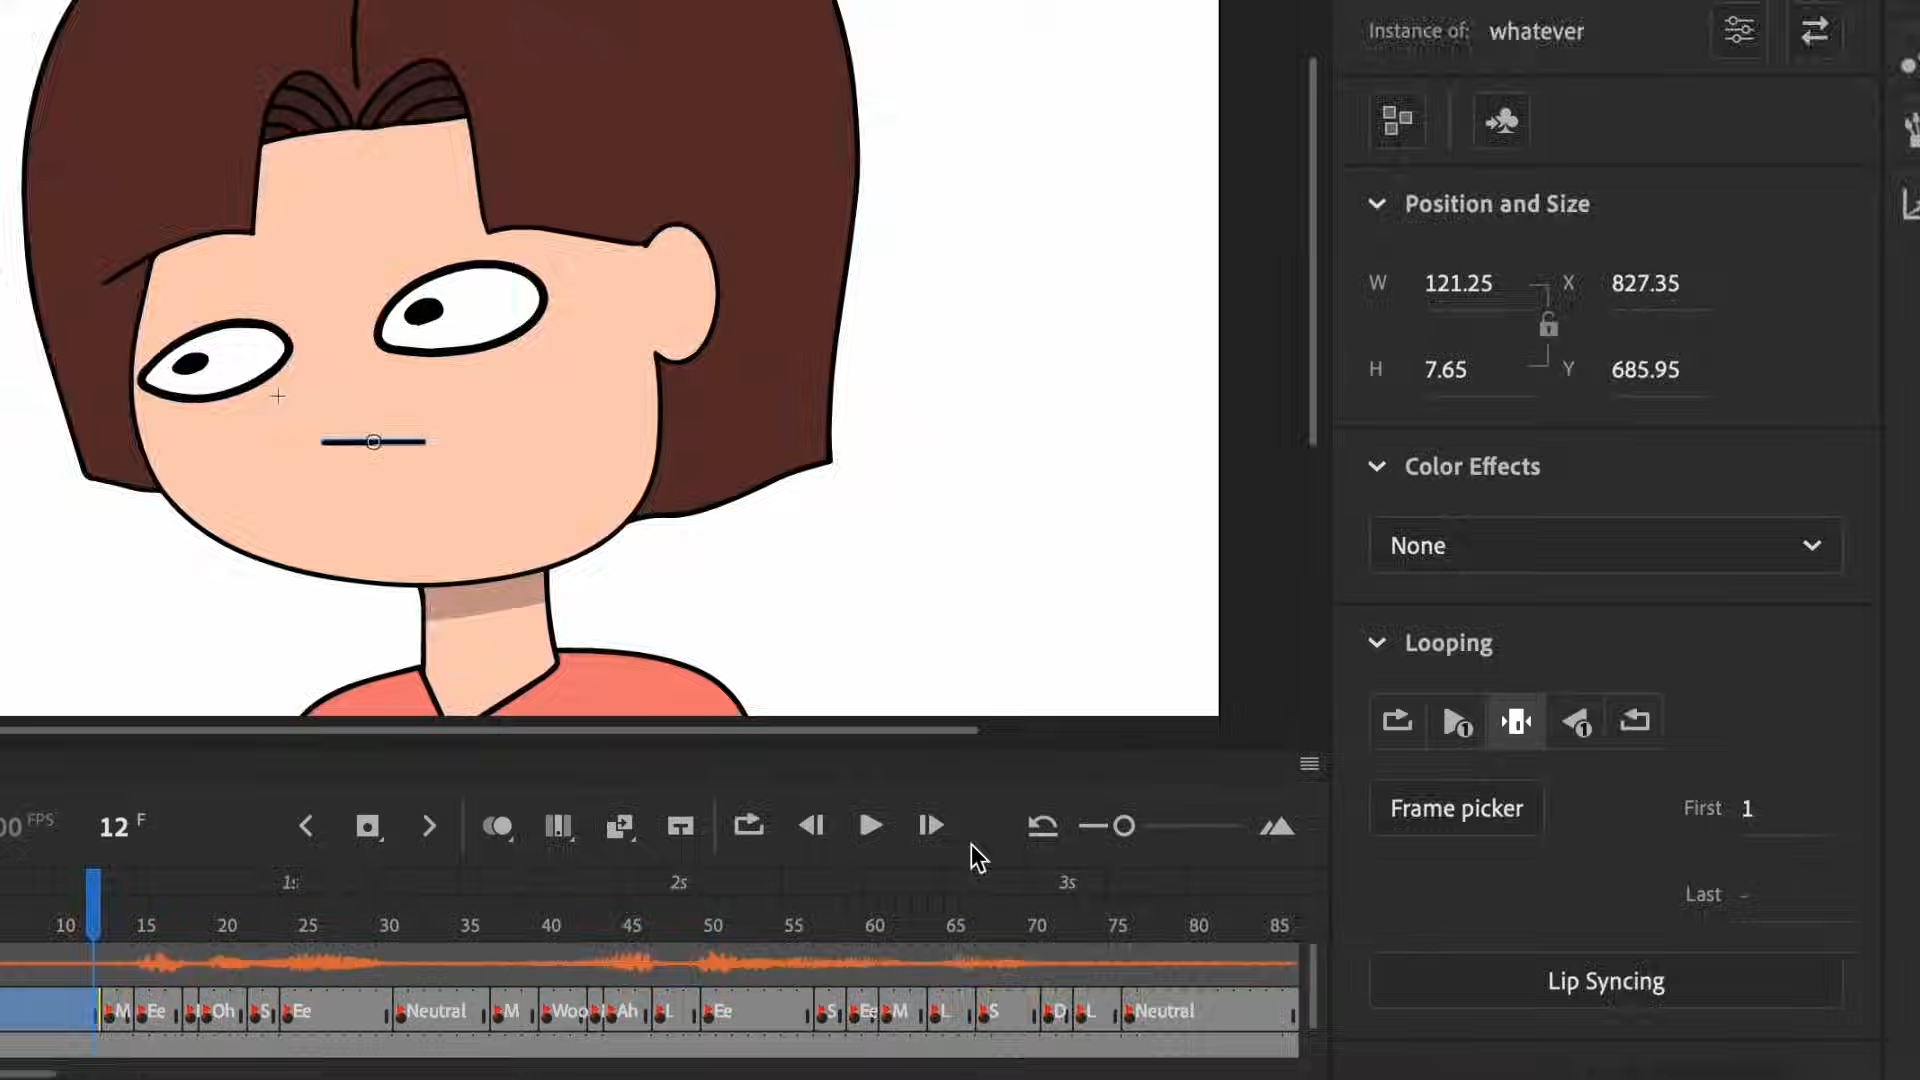 Instance of: whatever
Position and Size
W 121.25 X 827.35
H 7.65 Y 685.95
Color Effects
None
Looping
Frame picker First 1
Last -
Lip Syncing
00 FPS 12 F
1s 2s 3s
10 15 20 25 30 35 40 45 50 55 60 65 70 75 80 85
M Ee Oh S Ee Neutral M Woo Ah L Ee S Ee M L S D L Neutral